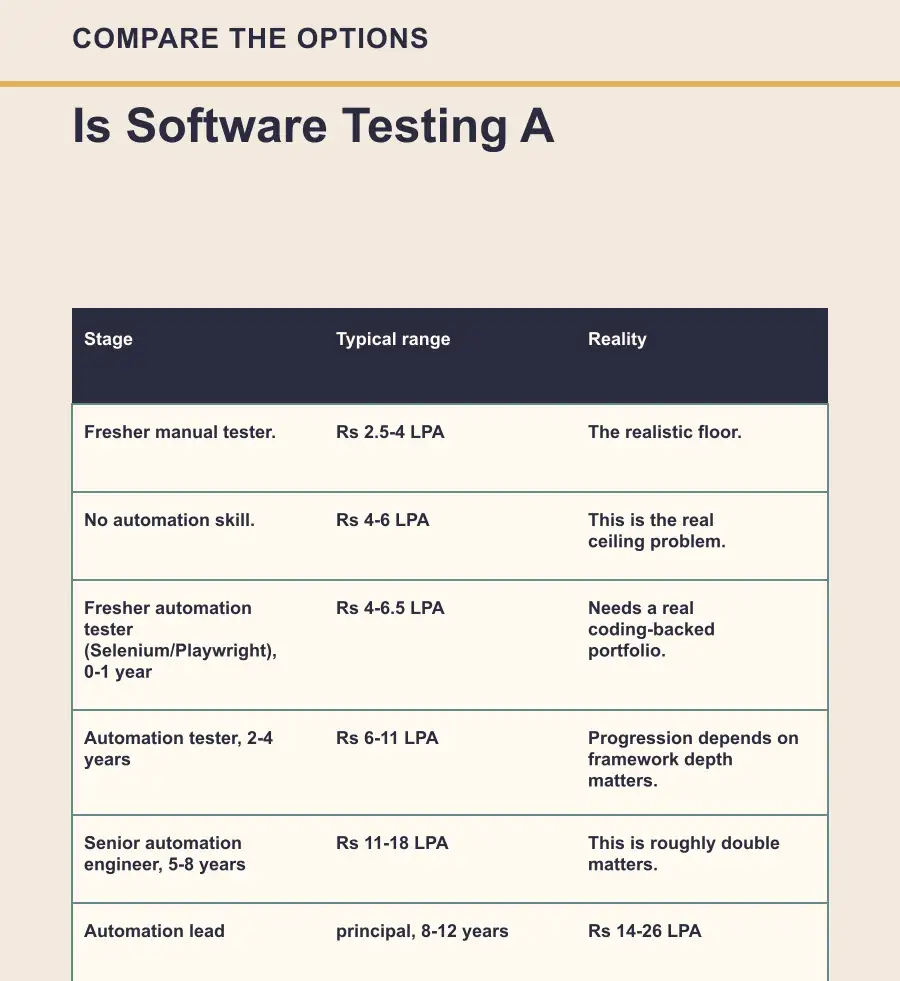 COMPARE THE OPTIONS
Is Software Testing A
Stage
Typical range
Reality
Fresher manual tester.
Rs 2.5-4 LPA
The realistic floor.
No automation skill.
Rs 4-6 LPA
This is the real
ceiling problem.
Fresher automation
tester
(Selenium/Playwright),
0-1 year
Rs 4-6.5 LPA
Needs a real
coding-backed
portfolio.
Automation tester, 2-4
years
Rs 6-11 LPA
Progression depends on
framework depth
matters.
Senior automation
engineer, 5-8 years
Rs 11-18 LPA
This is roughly double
matters.
Automation lead
principal, 8-12 years
Rs 14-26 LPA